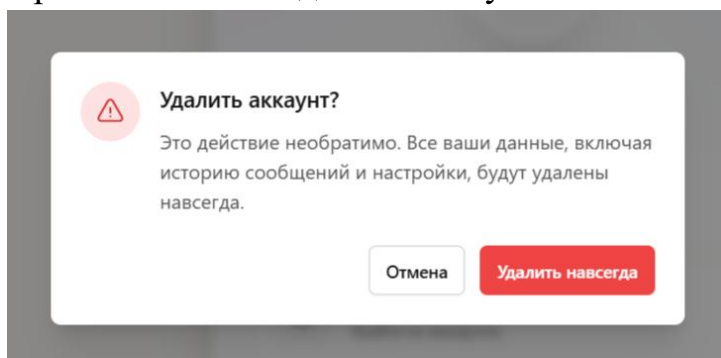 Удалить аккаунт?
Это действие необратимо. Все ваши данные, включая
историю сообщений и настройки, будут удалены
навсегда.
Отмена
Удалить навсегда